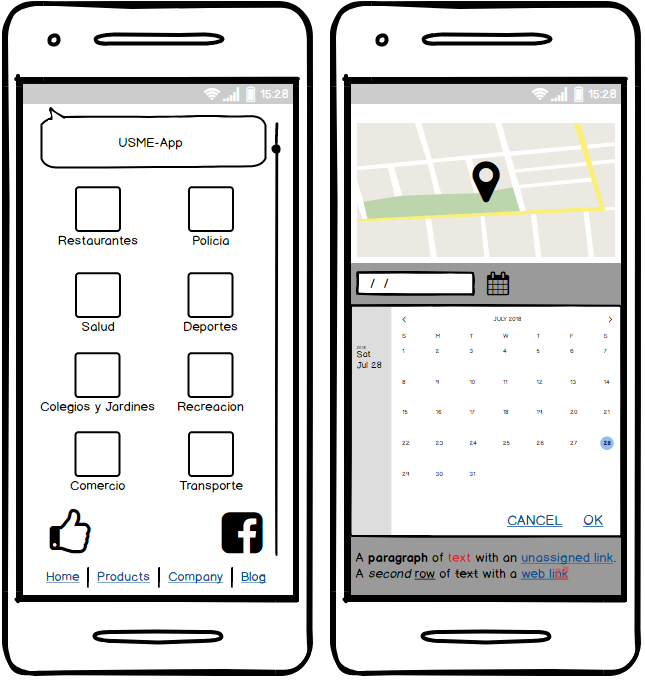 15:28
USME-App
Restaurantes
Policia
Salud
Deportes
Colegios y Jardines
Recreacion
Comercio
Transporte
Home
Products
Company
Blog
15:28
/ /
JULY 2018
S M T W T F S
2018
Sat
Jul 28
1 2 3 4 5 6 7
8 9 10 11 12 13 14
15 16 17 18 19 20 21
22 23 24 25 26 27 28
29 30 31
CANCEL OK
A paragraph of text with an unassigned link.
A second row of text with a web link